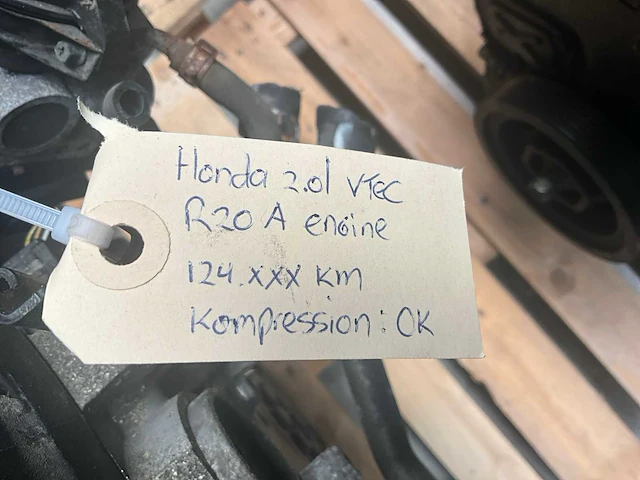 Honda 2.0l VTEC
R20 A engine
124.xxx km
Kompression: OK